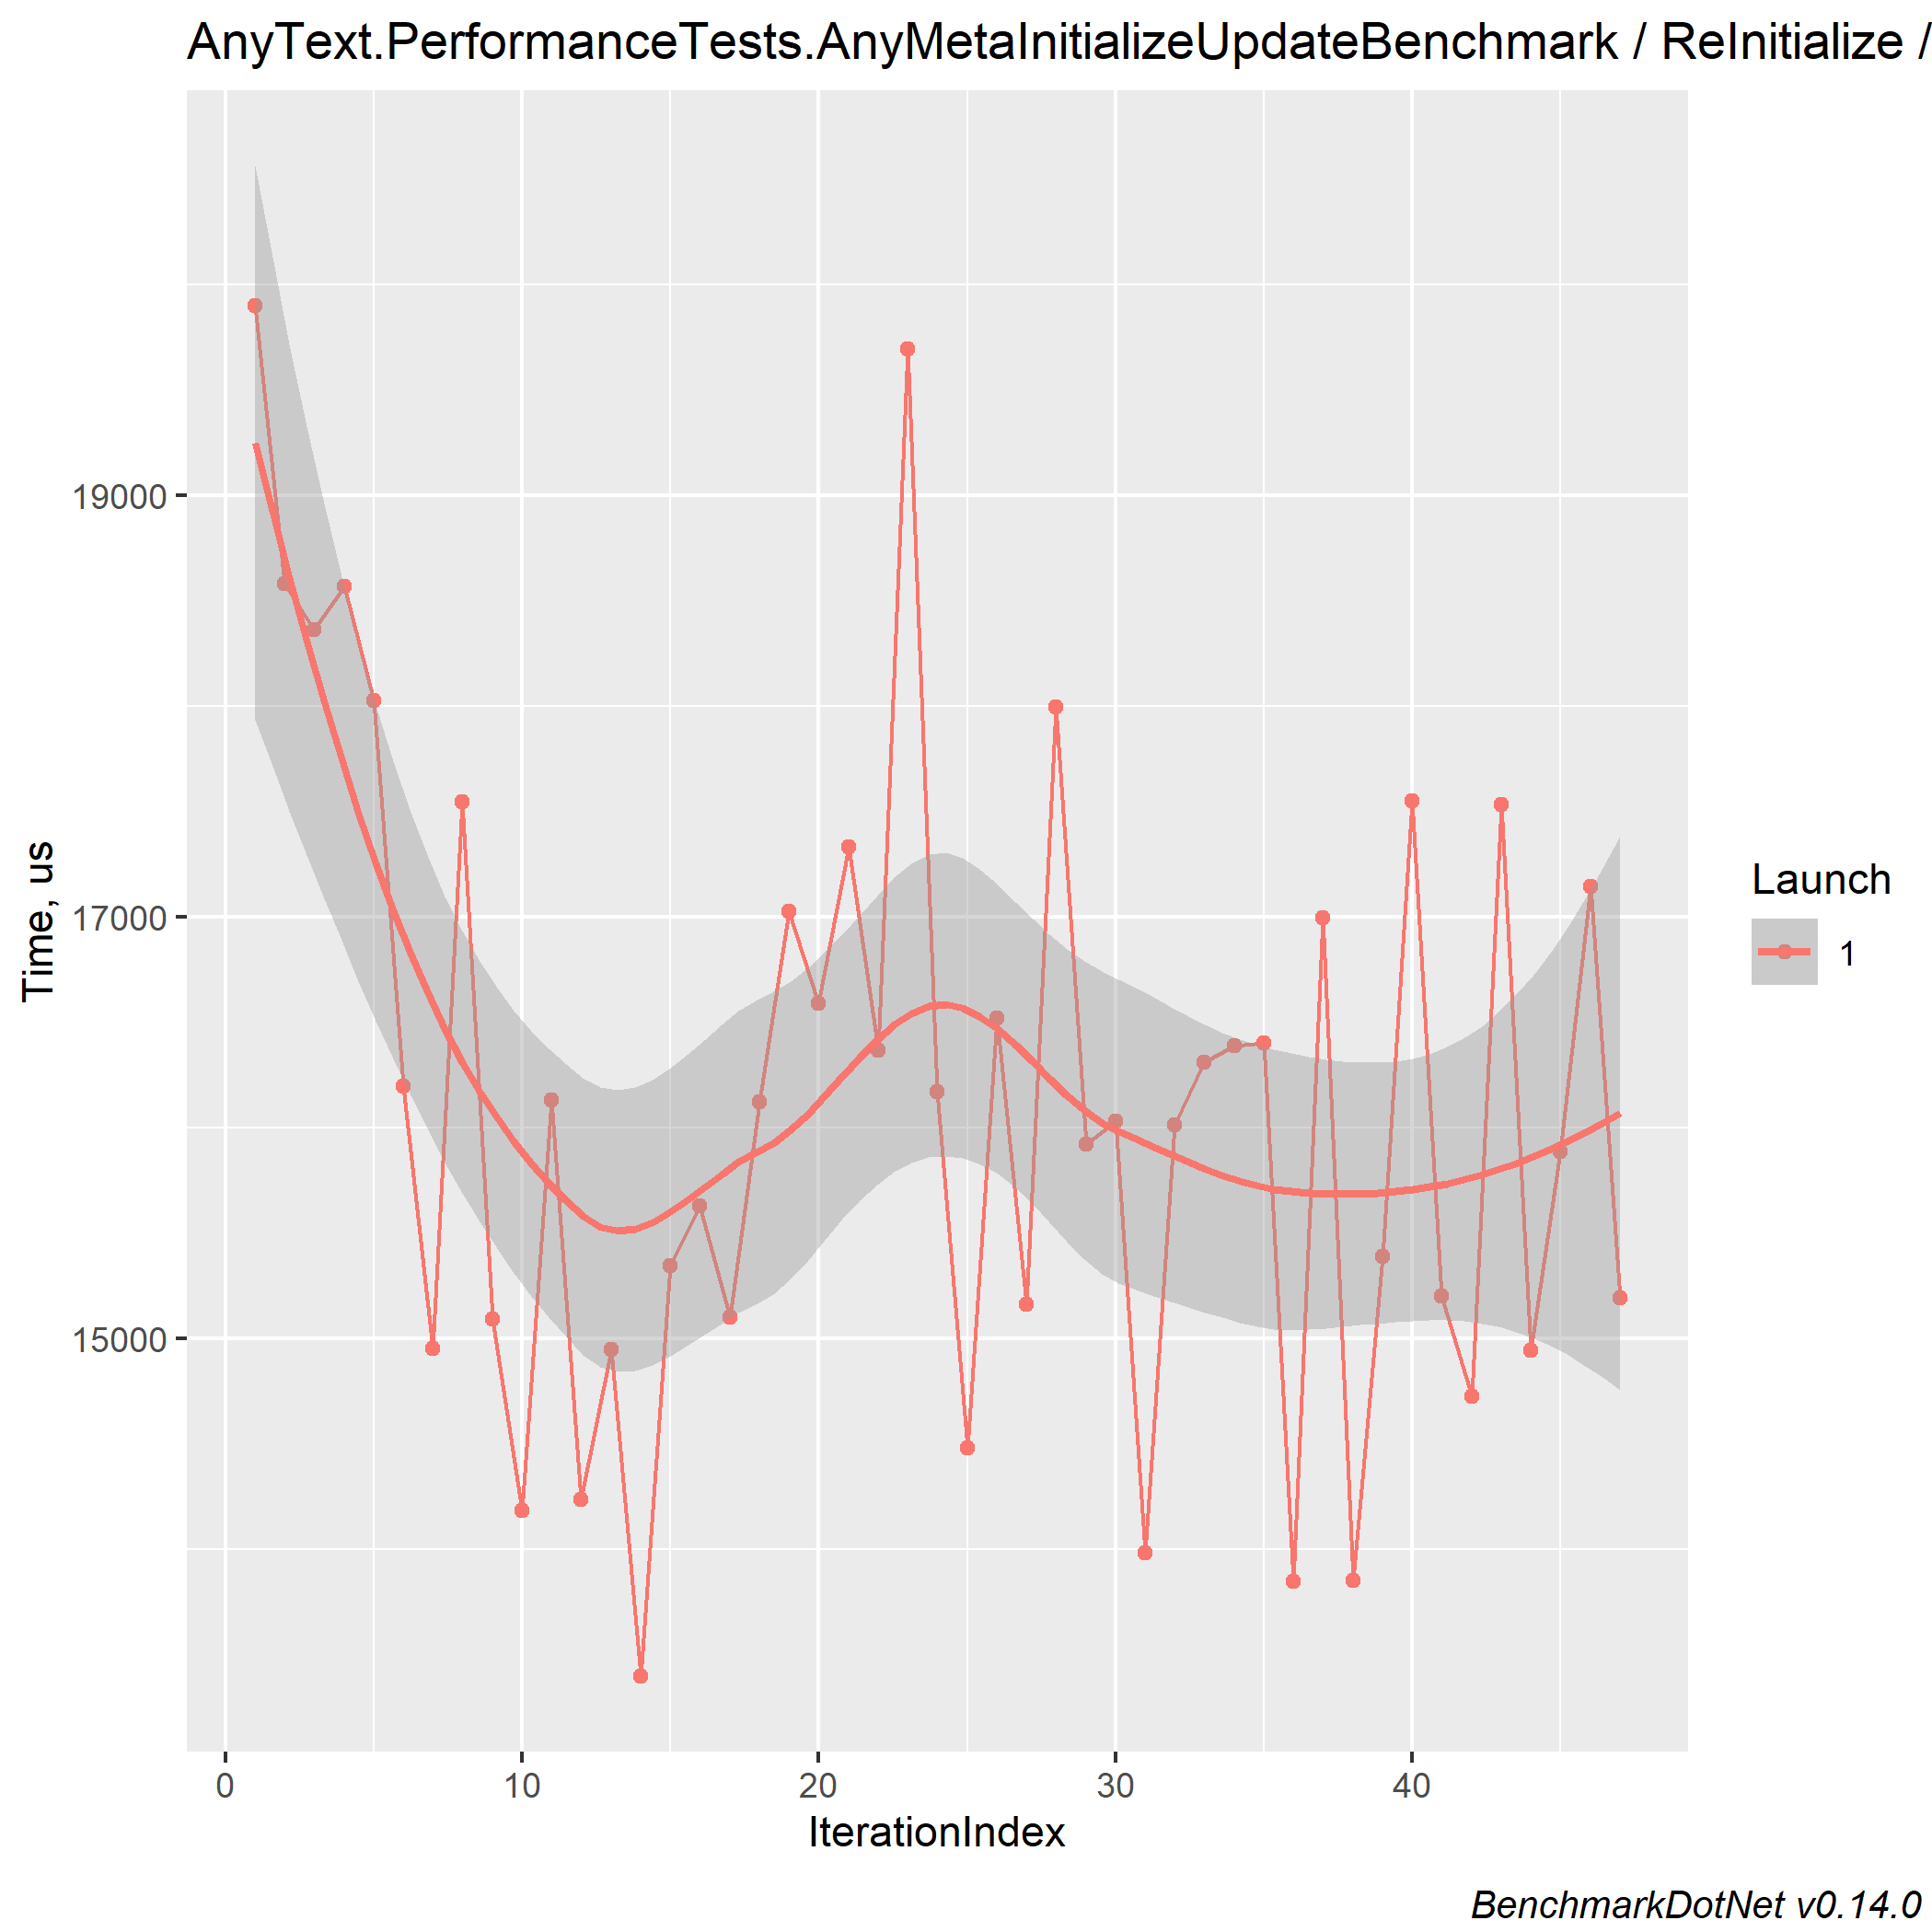 AnyText.PerformanceTests.AnyMetaInitializeUpdateBenchmark / ReInitialize /
19000
17000
15000
Time, us
0 10 20 30 40
IterationIndex
Launch
1
BenchmarkDotNet v0.14.0